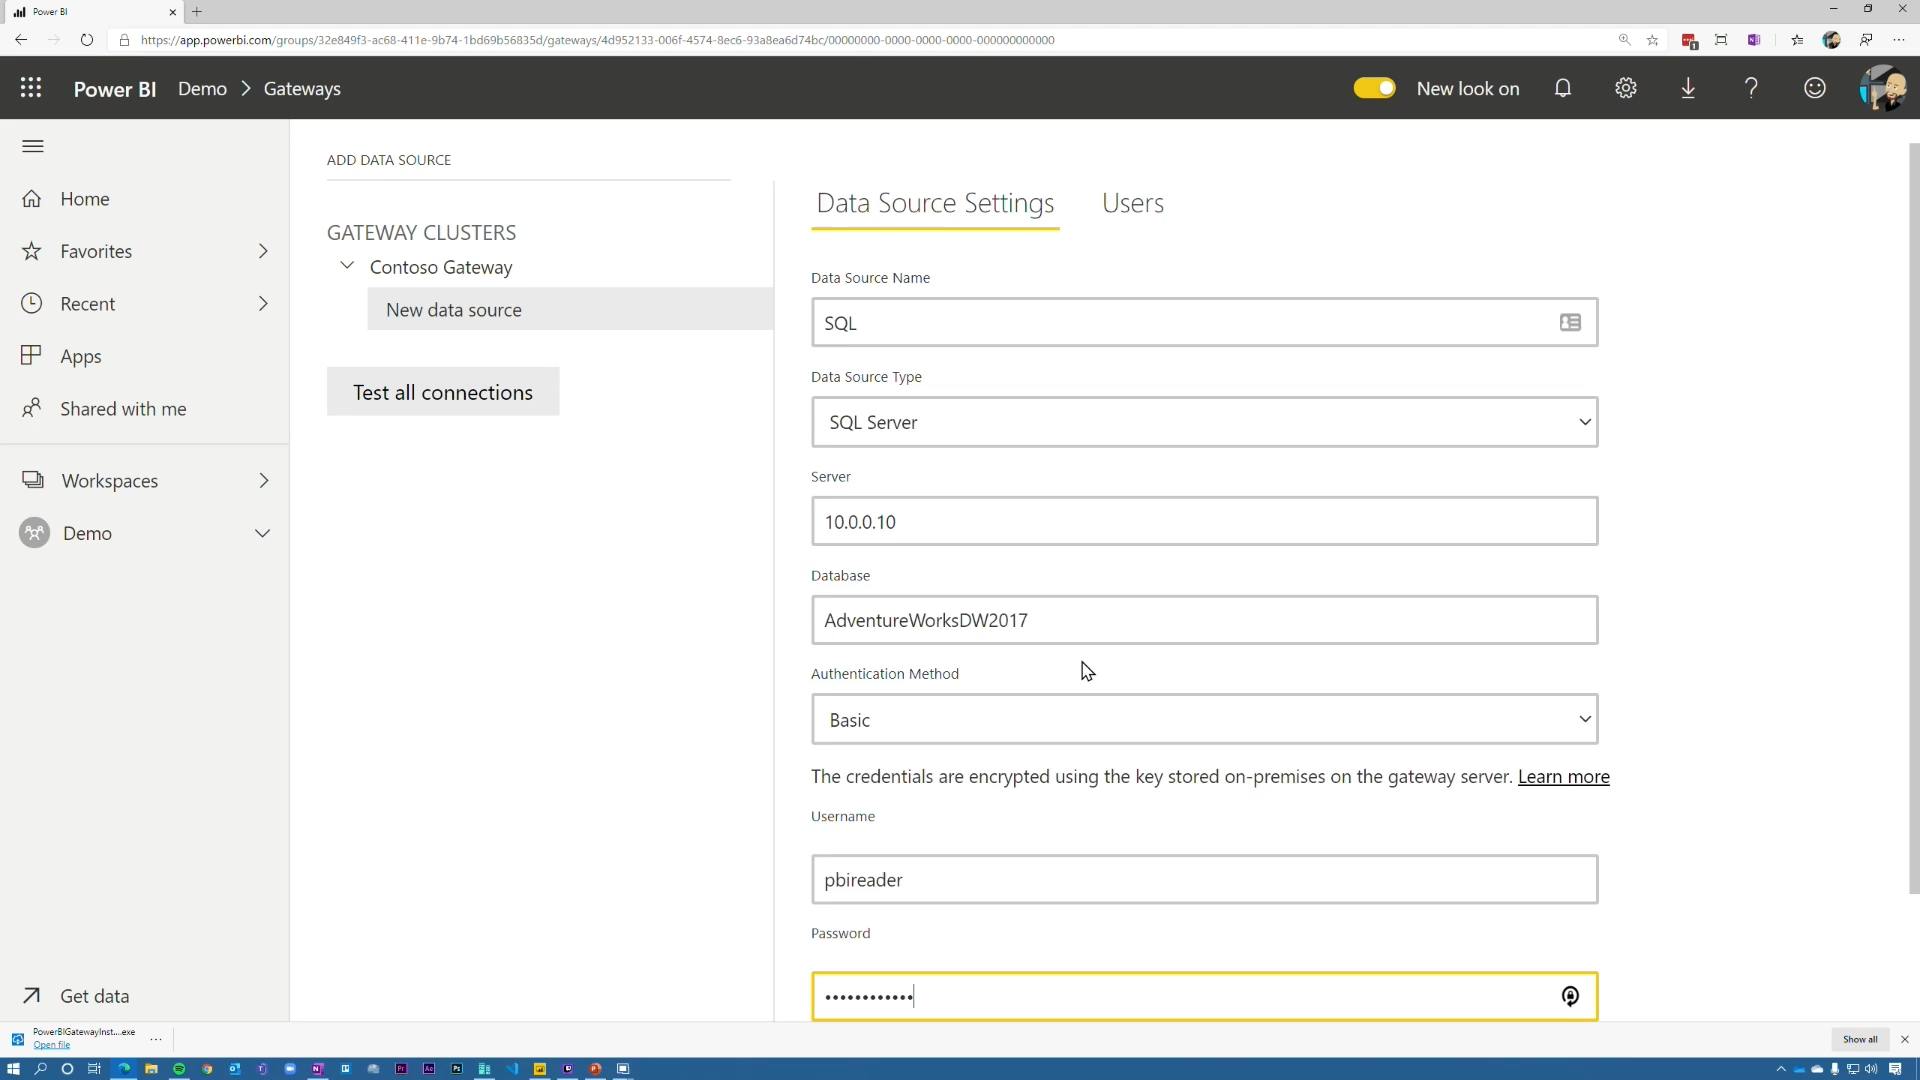 Power BI
https://app.powerbi.com/groups/32e849f3-ac68-411e-9b74-1bd69b56835d/gateways/4d952133-006f-4574-8ec6-93a8ea6d74bc/00000000-0000-0000-0000-000000000000
Power BI Demo > Gateways
New look on
Home
Favorites
Recent
Apps
Shared with me
Workspaces
Demo
Get data
ADD DATA SOURCE
GATEWAY CLUSTERS
Contoso Gateway
New data source
Test all connections
Data Source Settings Users
Data Source Name
SQL
Data Source Type
SQL Server
Server
10.0.0.10
Database
AdventureWorksDW2017
Authentication Method
Basic
The credentials are encrypted using the key stored on-premises on the gateway server. Learn more
Username
pbireader
Password
••••••••••••
PowerBIGatewayInst....exe
Open file
Show all